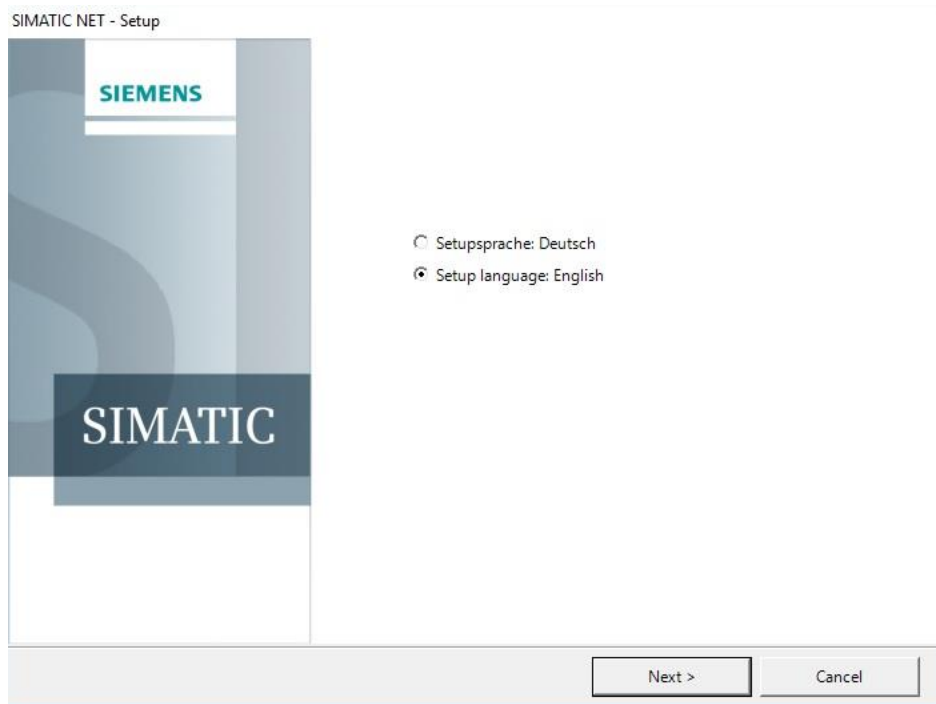 SIMATIC NET - Setup
SIEMENS
Setupsprache: Deutsch
Setup language: English
SIMATIC
Next >
Cancel